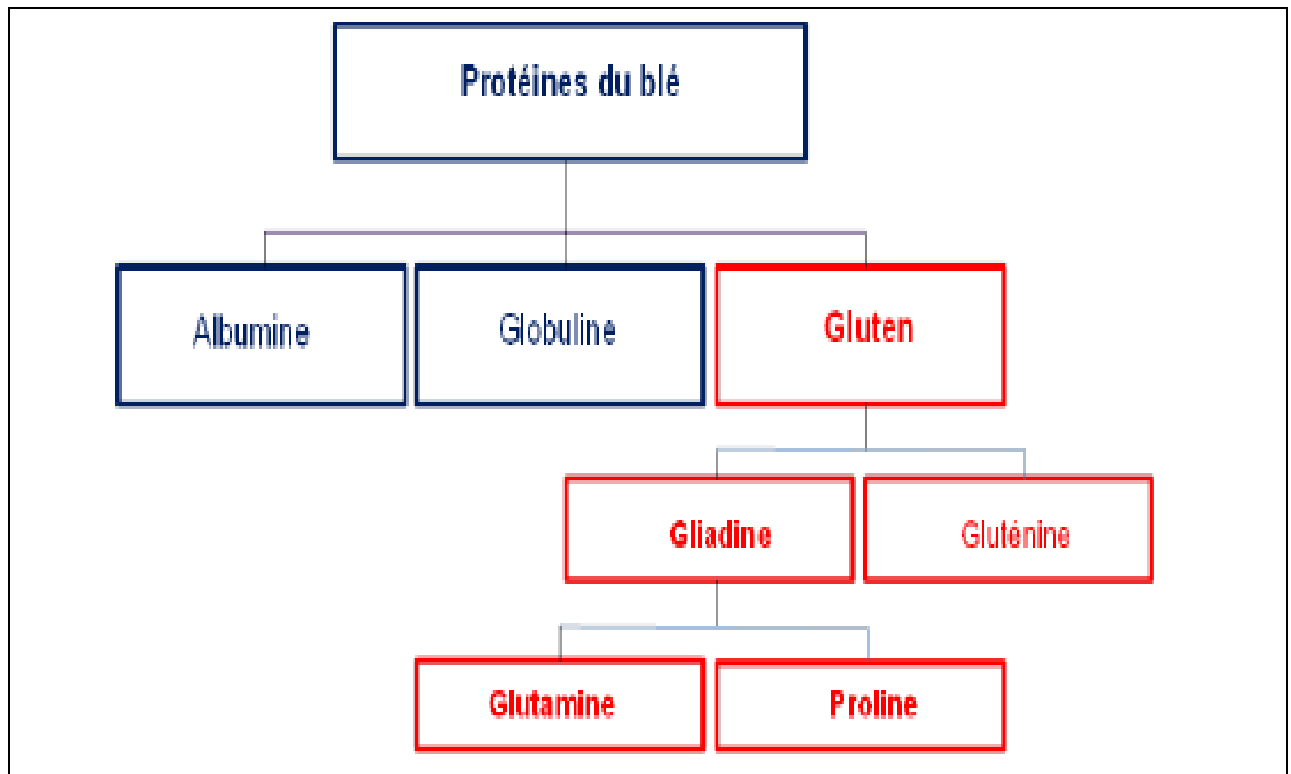 Protéines du blé
Albumine
Globuline
Gluten
Gliadine
Gluténine
Glutamine
Proline